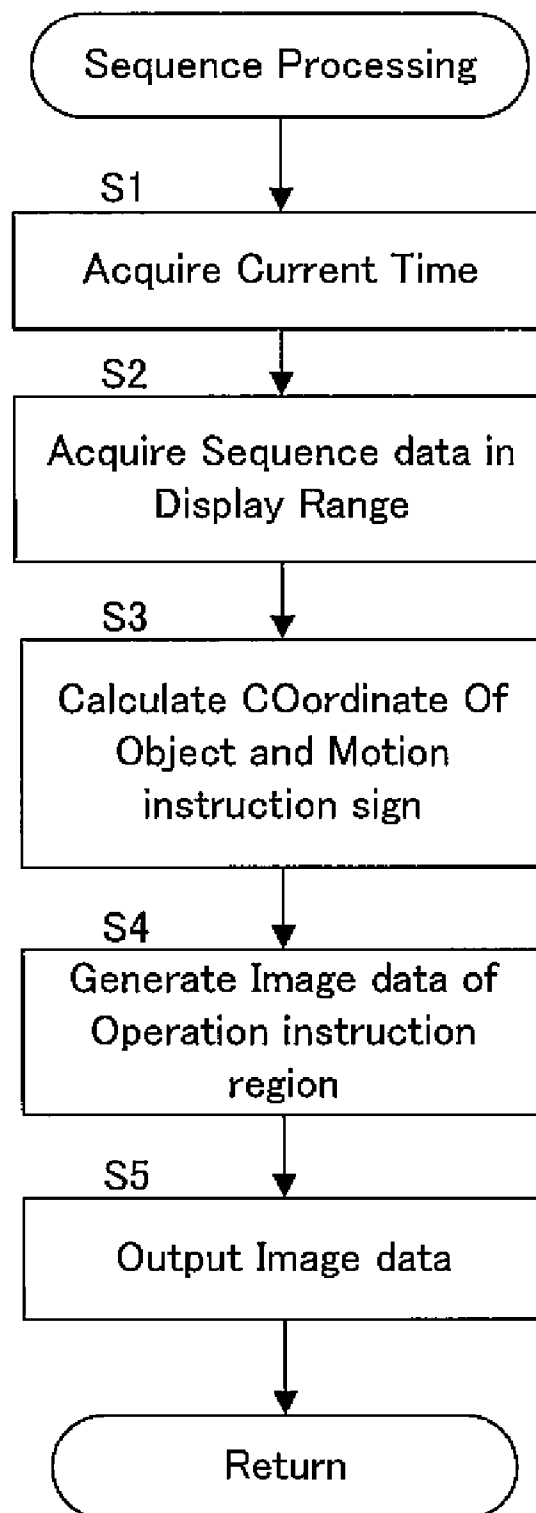 Sequence Processing
S1
Acquire Current Time
S2
Acquire Sequence data in
Display Range
S3
Calculate COordinate Of
Object and Motion
instruction sign
S4
Generate Image data of
Operation instruction
region
S5
Output Image data
Return